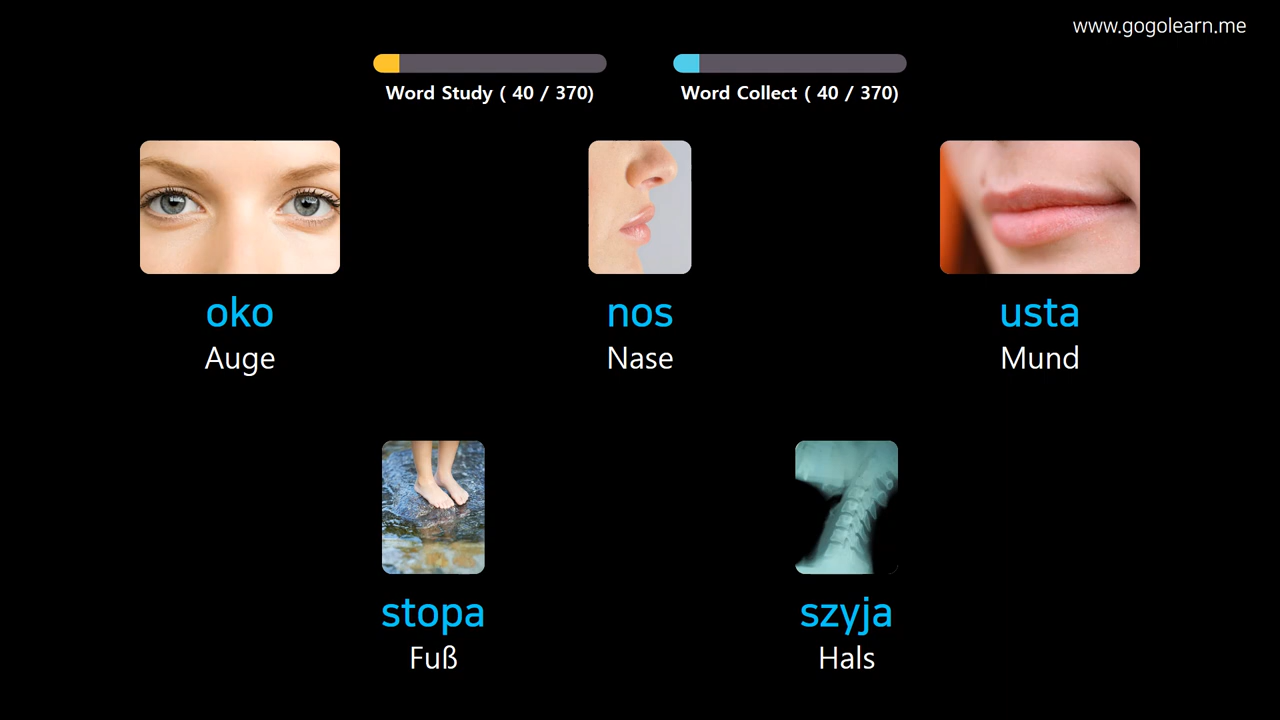 www.gogolearn.me
Word Study ( 40 / 370)
Word Collect ( 40 / 370)
oko
Auge
nos
Nase
usta
Mund
stopa
Fuß
szyja
Hals